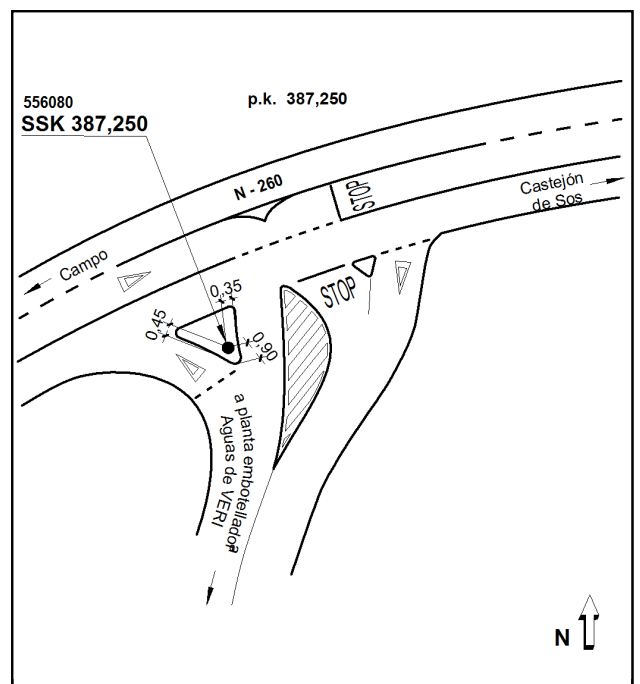 556080
SSK 387,250
p.k. 387,250
N - 260
STOP
Castejón
de Sos
Campo
0,35
STOP
0,45
0,90
a planta embotelladora
Aguas de VERI
N